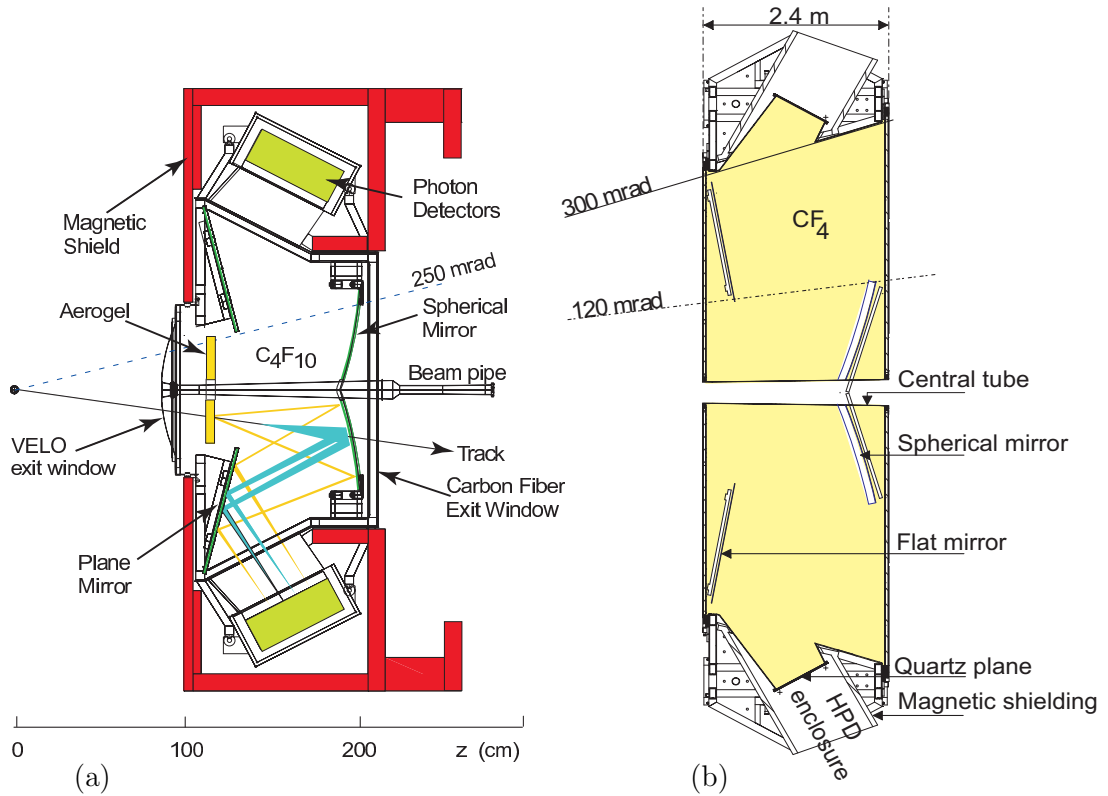 Magnetic
Shield
Photon
Detectors
250 mrad
Aerogel
Spherical
Mirror
C4F10
Beam pipe
VELO
exit window
Track
Carbon Fiber
Exit Window
Plane
Mirror
0
100
200
z (cm)
(a)
2.4 m
300 mrad
CF4
120 mrad
Central tube
Spherical mirror
Flat mirror
Quartz plane
Magnetic shielding
HPD
enclosure
(b)